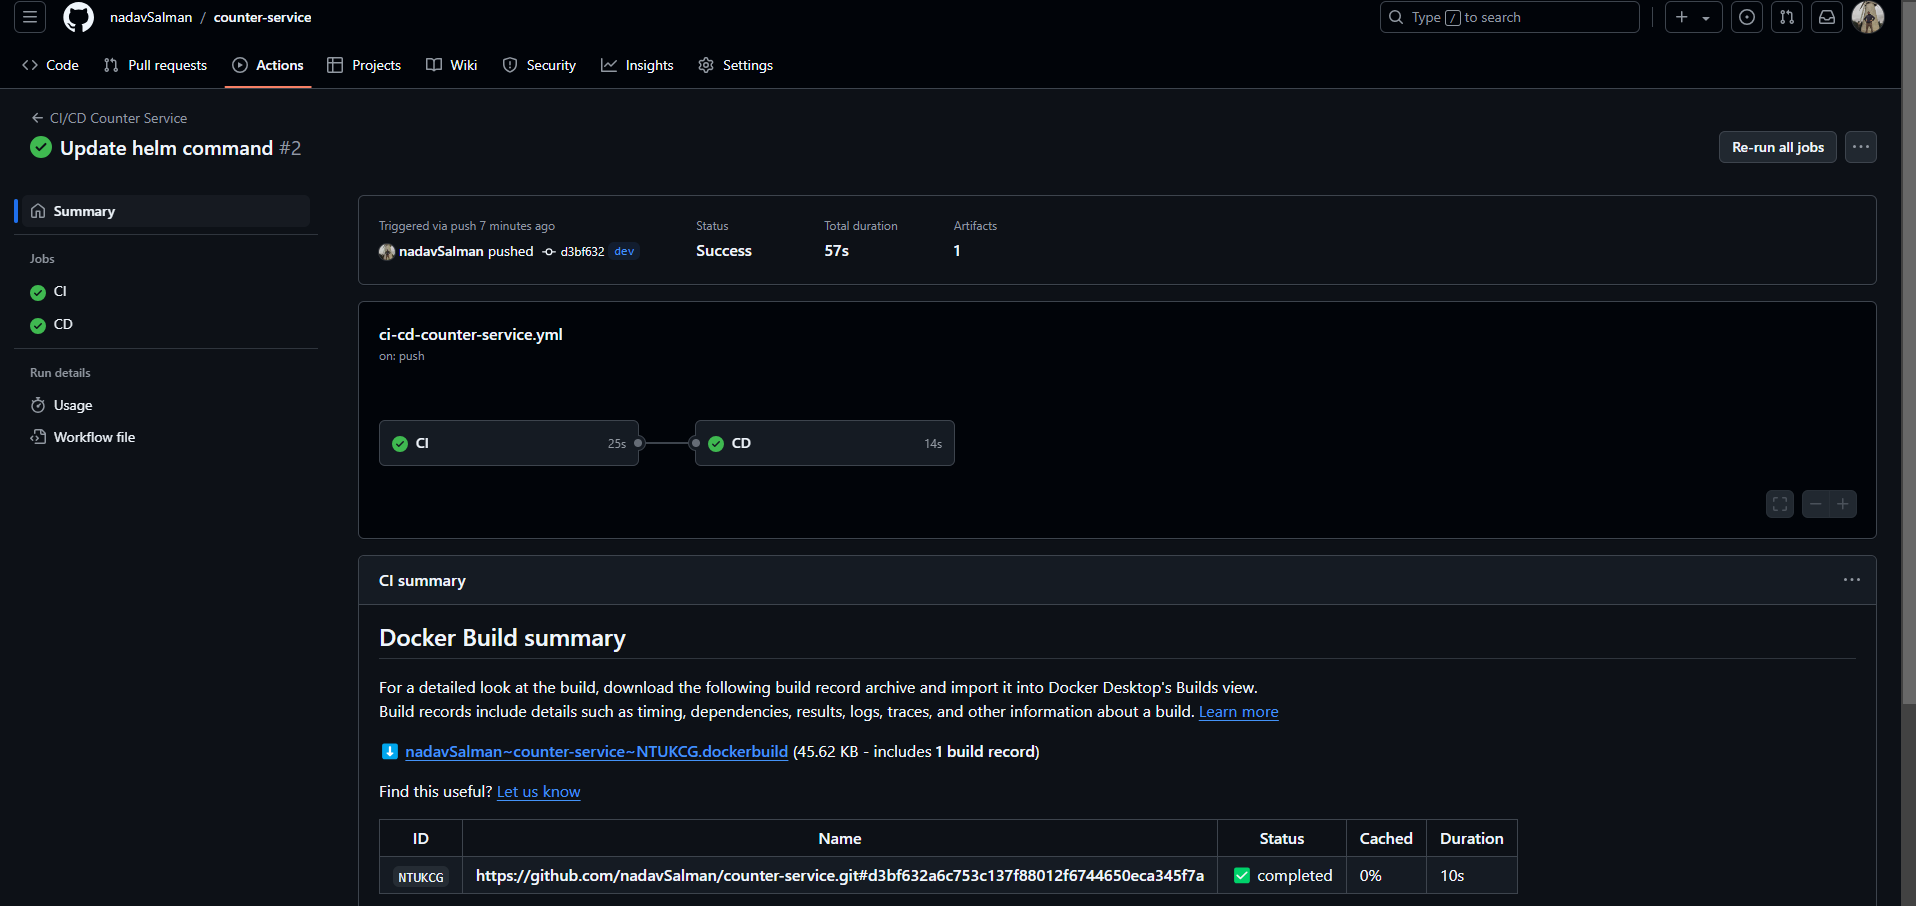 nadavSalman / counter-service
Type / to search
Code
Pull requests
Actions
Projects
Wiki
Security
Insights
Settings
CI/CD Counter Service
Update helm command #2
Re-run all jobs
Summary
Jobs
CI
CD
Run details
Usage
Workflow file
Triggered via push 7 minutes ago
nadavSalman pushed d3bf632 dev
Status
Success
Total duration
57s
Artifacts
1
ci-cd-counter-service.yml
on: push
CI 25s
CD 14s
CI summary
Docker Build summary
For a detailed look at the build, download the following build record archive and import it into Docker Desktop's Builds view.
Build records include details such as timing, dependencies, results, logs, traces, and other information about a build. Learn more
nadavSalman~counter-service~NTUKCG.dockerbuild (45.62 KB - includes 1 build record)
Find this useful? Let us know
ID Name Status Cached Duration
NTUKCG https://github.com/nadavSalman/counter-service.git#d3bf632a6c753c137f88012f6744650eca345f7a completed 0% 10s